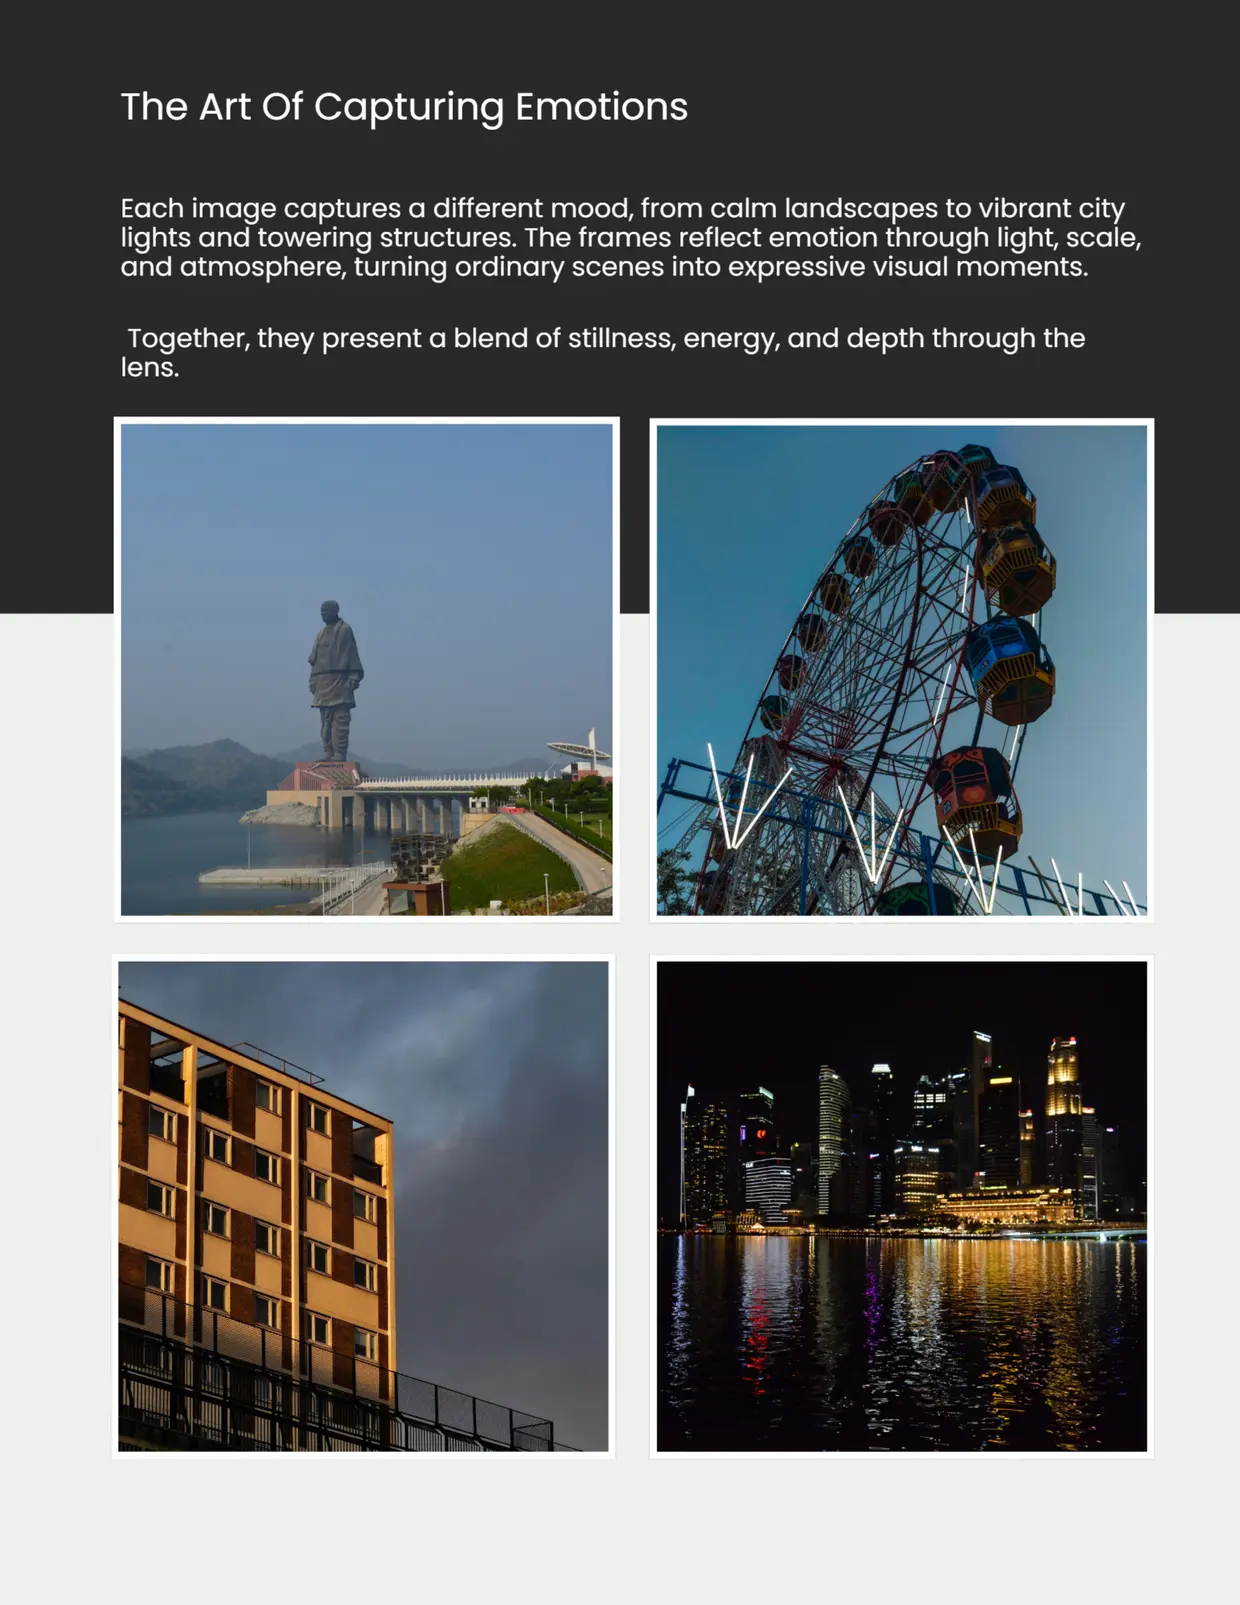 The Art Of Capturing Emotions
Each image captures a different mood, from calm landscapes to vibrant city
lights and towering structures. The frames reflect emotion through light, scale,
and atmosphere, turning ordinary scenes into expressive visual moments.
Together, they present a blend of stillness, energy, and depth through the
lens.